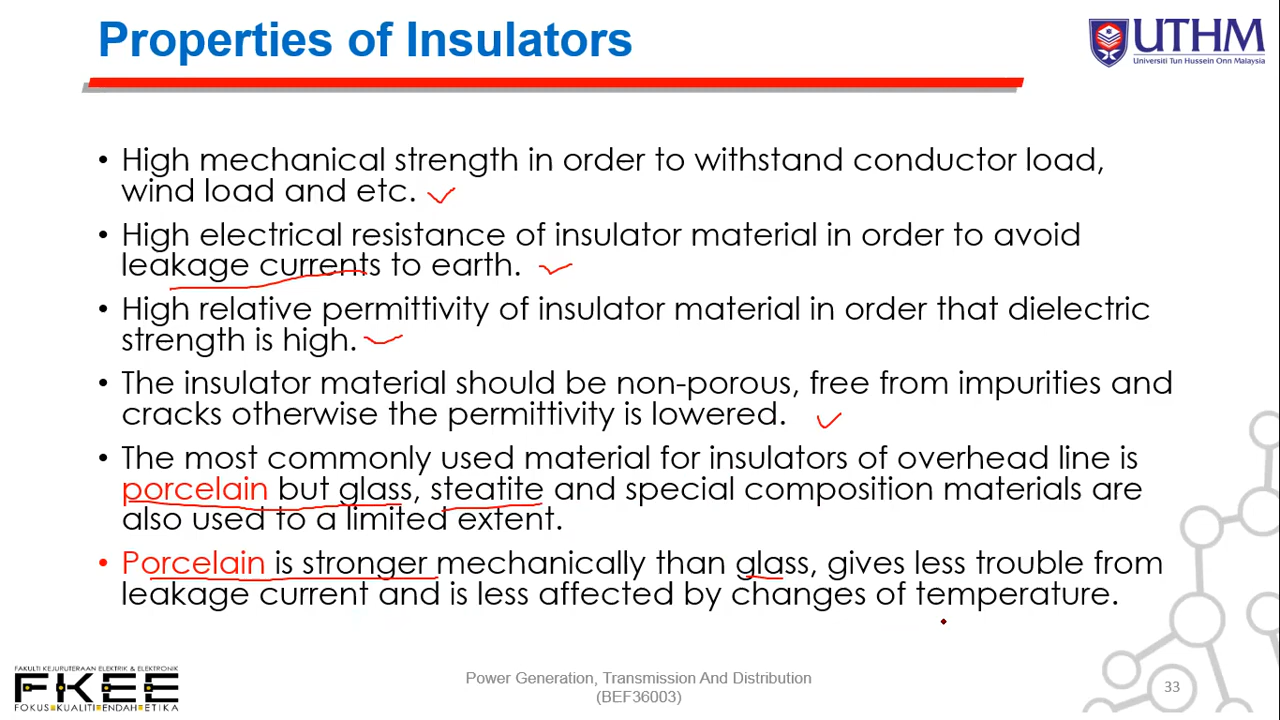 Properties of Insulators
UTHM
Universiti Tun Hussein Onn Malaysia
• High mechanical strength in order to withstand conductor load,
wind load and etc.
• High electrical resistance of insulator material in order to avoid
leakage currents to earth.
• High relative permittivity of insulator material in order that dielectric
strength is high.
• The insulator material should be non-porous, free from impurities and
cracks otherwise the permittivity is lowered.
• The most commonly used material for insulators of overhead line is
porcelain but glass, steatite and special composition materials are
also used to a limited extent.
• Porcelain is stronger mechanically than glass, gives less trouble from
leakage current and is less affected by changes of temperature.
FAKULTI KEJURUTERAAN ELEKTRIK & ELEKTRONIK
FKEE
FOKUS KUALITI ENDAH ETIKA
Power Generation, Transmission And Distribution
(BEF36003)
33